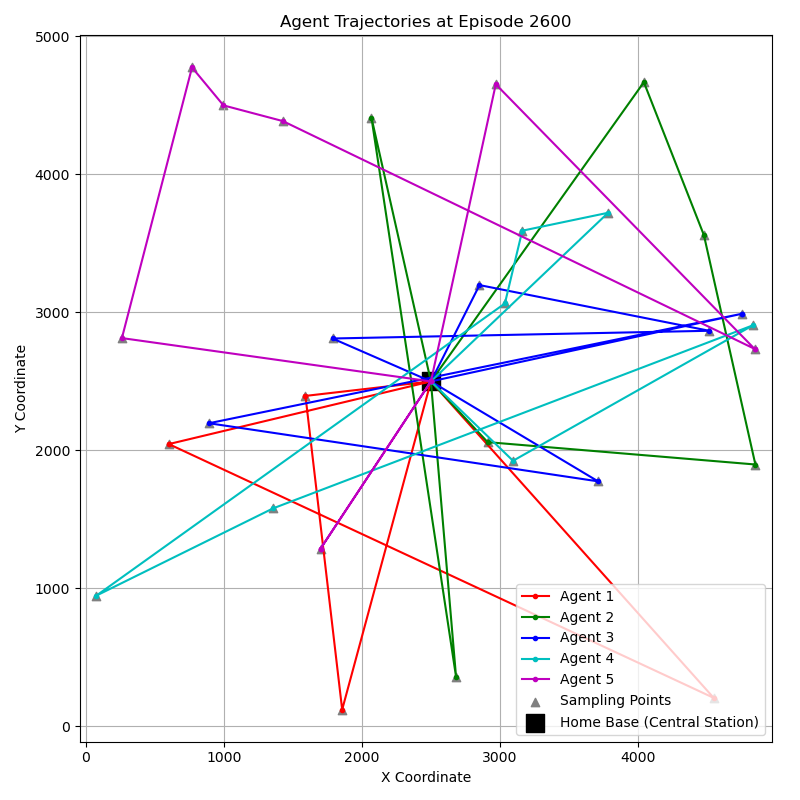 Agent Trajectories at Episode 2600
5000
4000
3000
2000
1000
0
Y Coordinate
0 1000 2000 3000 4000
X Coordinate
Agent 1
Agent 2
Agent 3
Agent 4
Agent 5
Sampling Points
Home Base (Central Station)